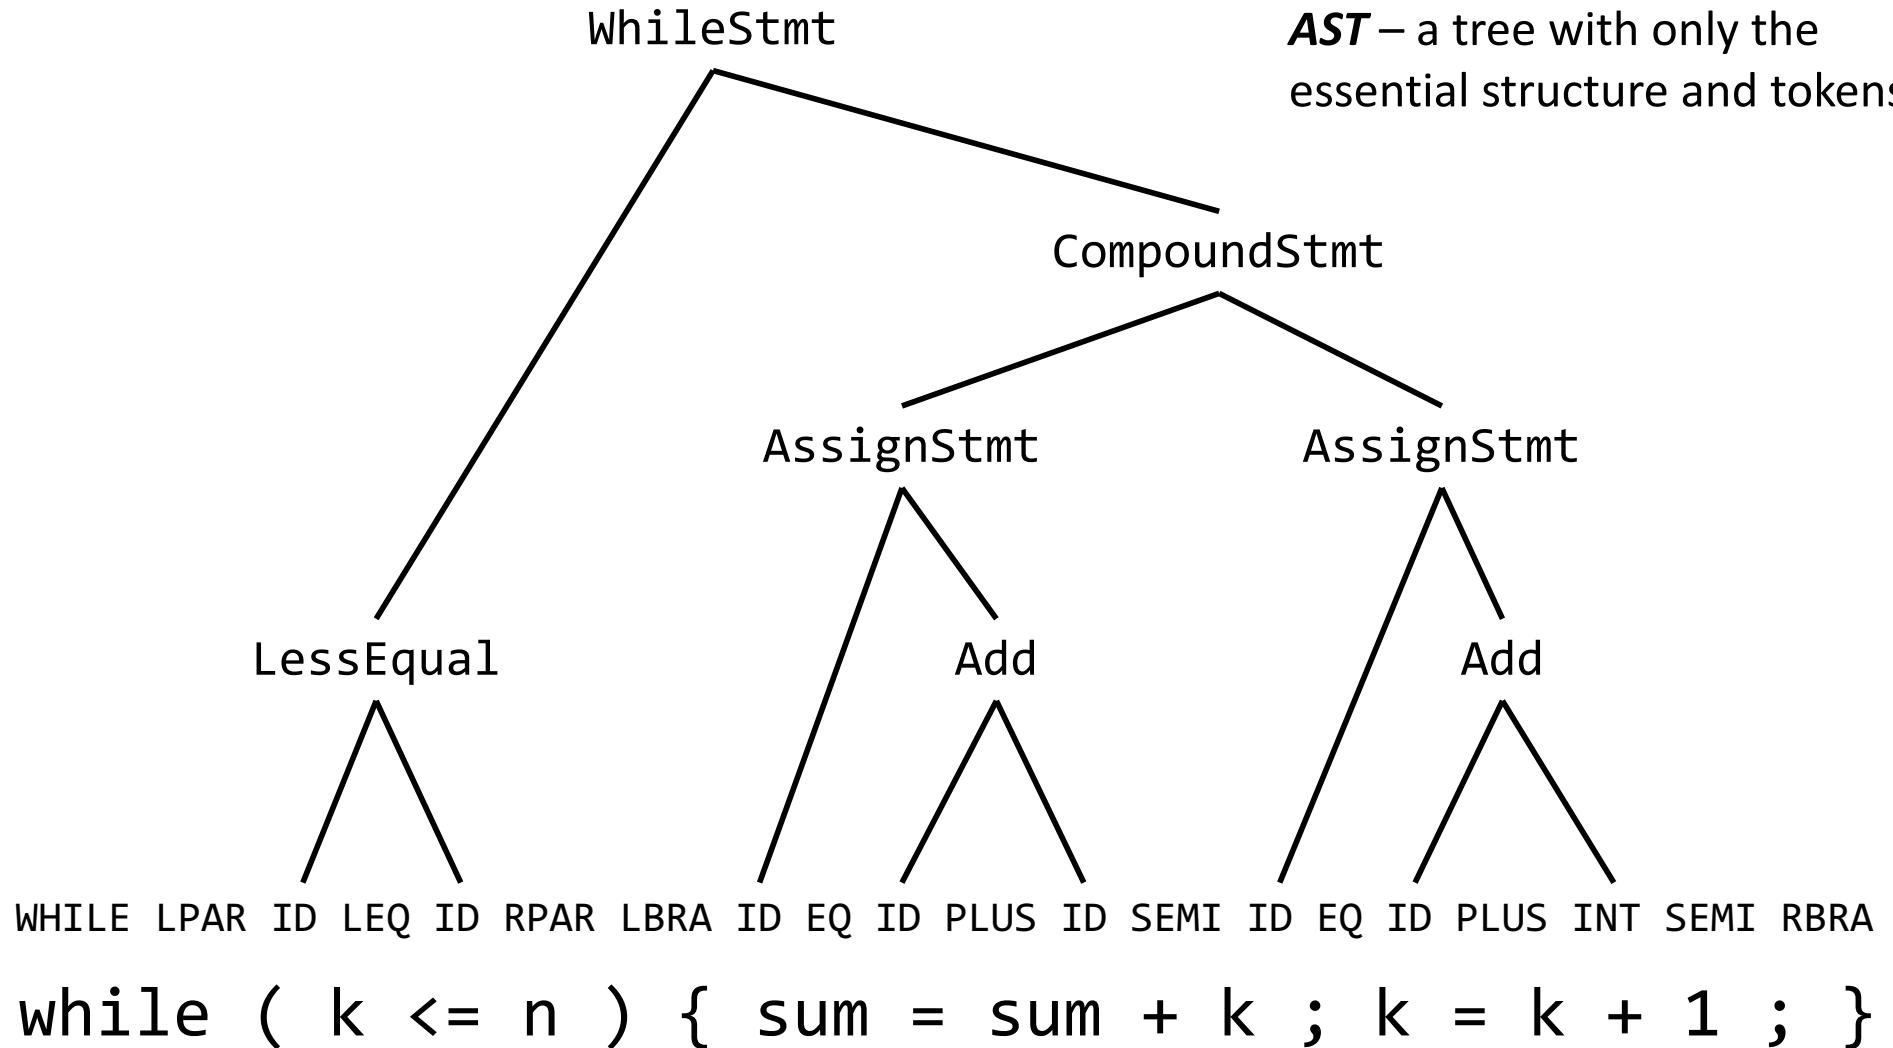 WhileStmt
AST – a tree with only the
essential structure and tokens
CompoundStmt
AssignStmt AssignStmt
LessEqual Add Add
WHILE LPAR ID LEQ ID RPAR LBRA ID EQ ID PLUS ID SEMI ID EQ ID PLUS INT SEMI RBRA
while ( k <= n ) { sum = sum + k ; k = k + 1 ; }